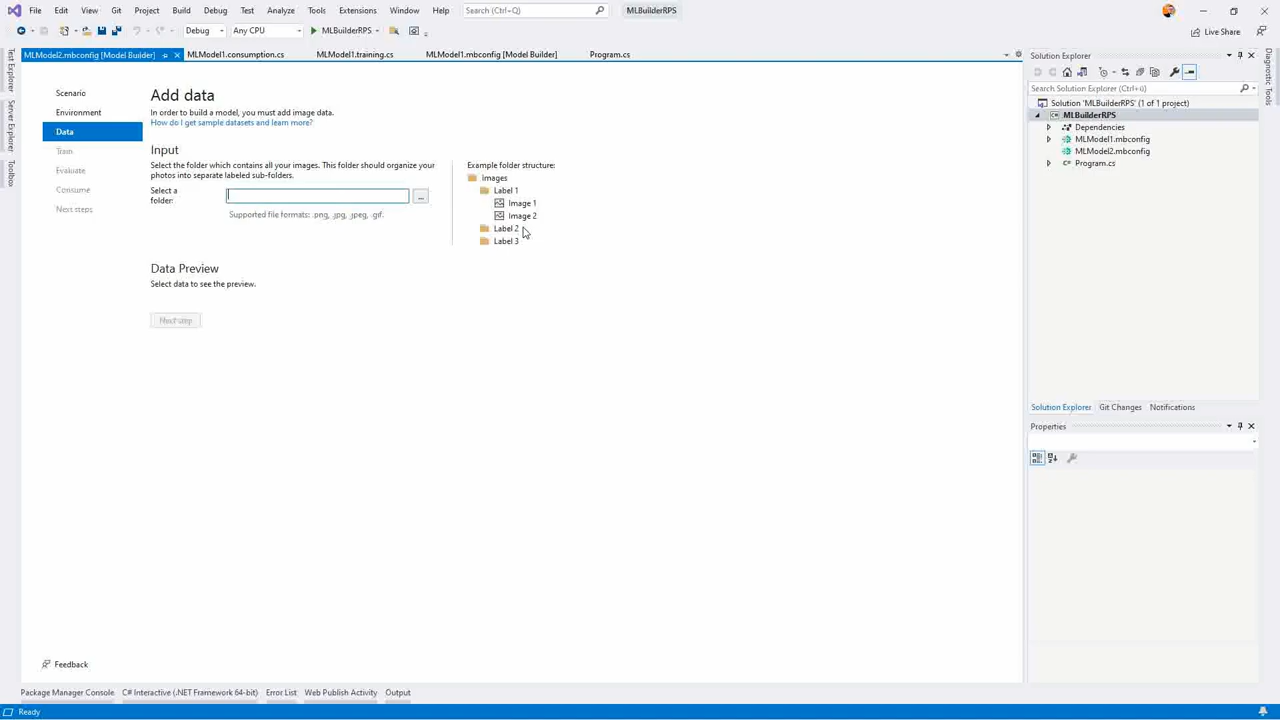 File Edit View Git Project Build Debug Test Analyze Tools Extensions Window Help Search (Ctrl+Q) MLBuilderRPS
Debug Any CPU MLBuilderRPS Live Share
MLModel2.mbconfig [Model Builder] MLModel1.consumption.cs MLModel1.training.cs MLModel1.mbconfig [Model Builder] Program.cs
Test Explorer
Server Explorer
Toolbox
Scenario
Environment
Data
Train
Evaluate
Consume
Next steps
Add data
In order to build a model, you must add image data.
How do I get sample datasets and learn more?
Input
Select the folder which contains all your images. This folder should organize your
photos into separate labeled sub-folders.
Select a
folder:
...
Supported file formats: .png, .jpg, .jpeg, .gif.
Example folder structure:
Images
Label 1
Image 1
Image 2
Label 2
Label 3
Data Preview
Select data to see the preview.
Next step
Feedback
Solution Explorer
Search Solution Explorer (Ctrl+ü)
Solution 'MLBuilderRPS' (1 of 1 project)
MLBuilderRPS
Dependencies
MLModel1.mbconfig
MLModel2.mbconfig
Program.cs
Solution Explorer Git Changes Notifications
Properties
Diagnostic Tools
Package Manager Console C# Interactive (.NET Framework 64-bit) Error List Web Publish Activity Output
Ready